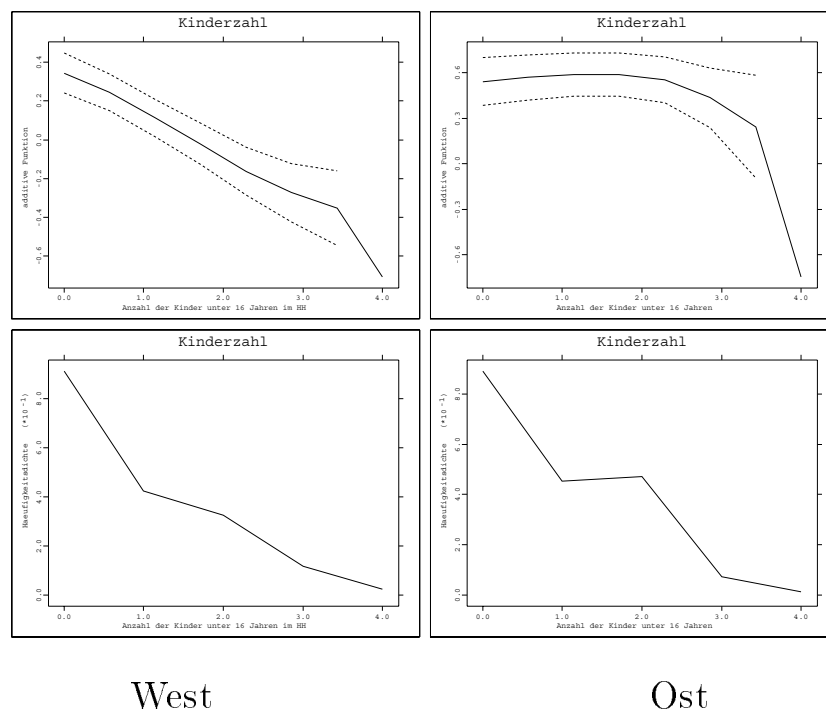 Kinderzahl
additive Funktion
0.4
0.2
0.0
-0.2
-0.4
-0.6
0.0 1.0 2.0 3.0 4.0
Anzahl der Kinder unter 16 Jahren im HH
Kinderzahl
additive Funktion
0.6
0.3
0.0
-0.3
-0.6
0.0 1.0 2.0 3.0 4.0
Anzahl der Kinder unter 16 Jahren
Kinderzahl
Haeufigkeitsdichte (*10⁻¹)
8.0
6.0
4.0
2.0
0.0
0.0 1.0 2.0 3.0 4.0
Anzahl der Kinder unter 16 Jahren im HH
Kinderzahl
Haeufigkeitsdichte (*10⁻¹)
8.0
6.0
4.0
2.0
0.0
0.0 1.0 2.0 3.0 4.0
Anzahl der Kinder unter 16 Jahren
West
Ost